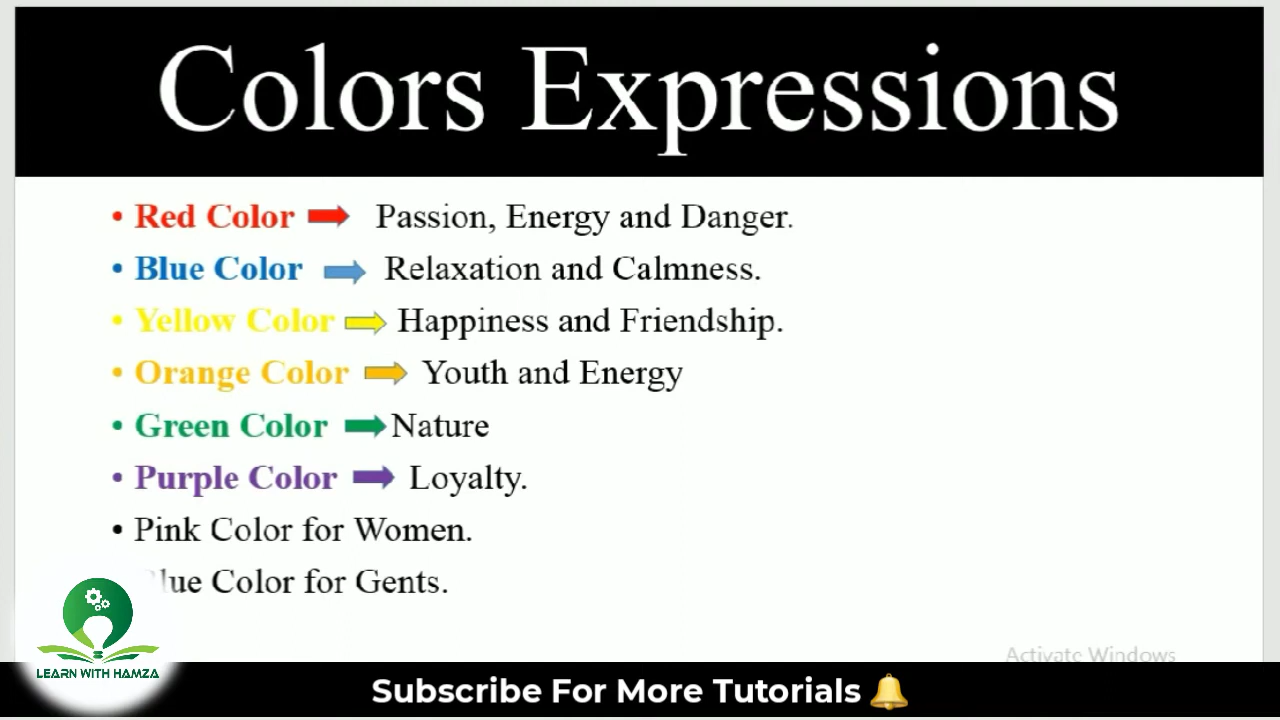 Colors Expressions
• Red Color Passion, Energy and Danger.
• Blue Color Relaxation and Calmness.
• Yellow Color Happiness and Friendship.
• Orange Color Youth and Energy
• Green Color Nature
• Purple Color Loyalty.
• Pink Color for Women.
Blue Color for Gents.
LEARN WITH HAMZA
Activate Windows
Subscribe For More Tutorials 🔔